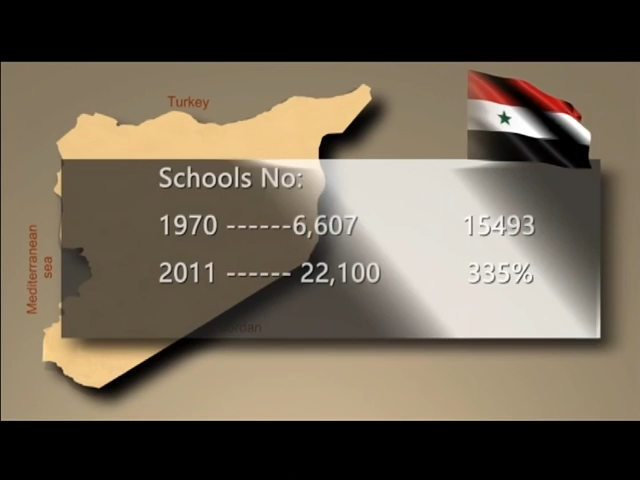 Turkey
Schools No:
1970 ------6,607 15493
2011 ------ 22,100 335%
Mediterranean
sea